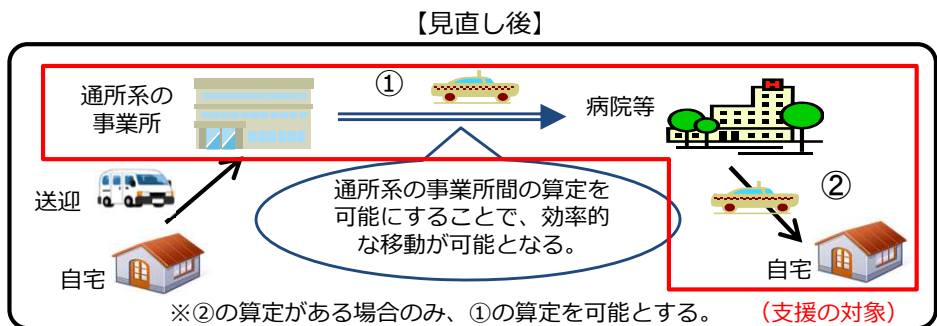 【見直し後】
通所系の
事業所
①
病院等
送迎
通所系の事業所間の算定を
可能にすることで、効率的
な移動が可能となる。
②
自宅
自宅
※②の算定がある場合のみ、①の算定を可能とする。
（支援の対象）